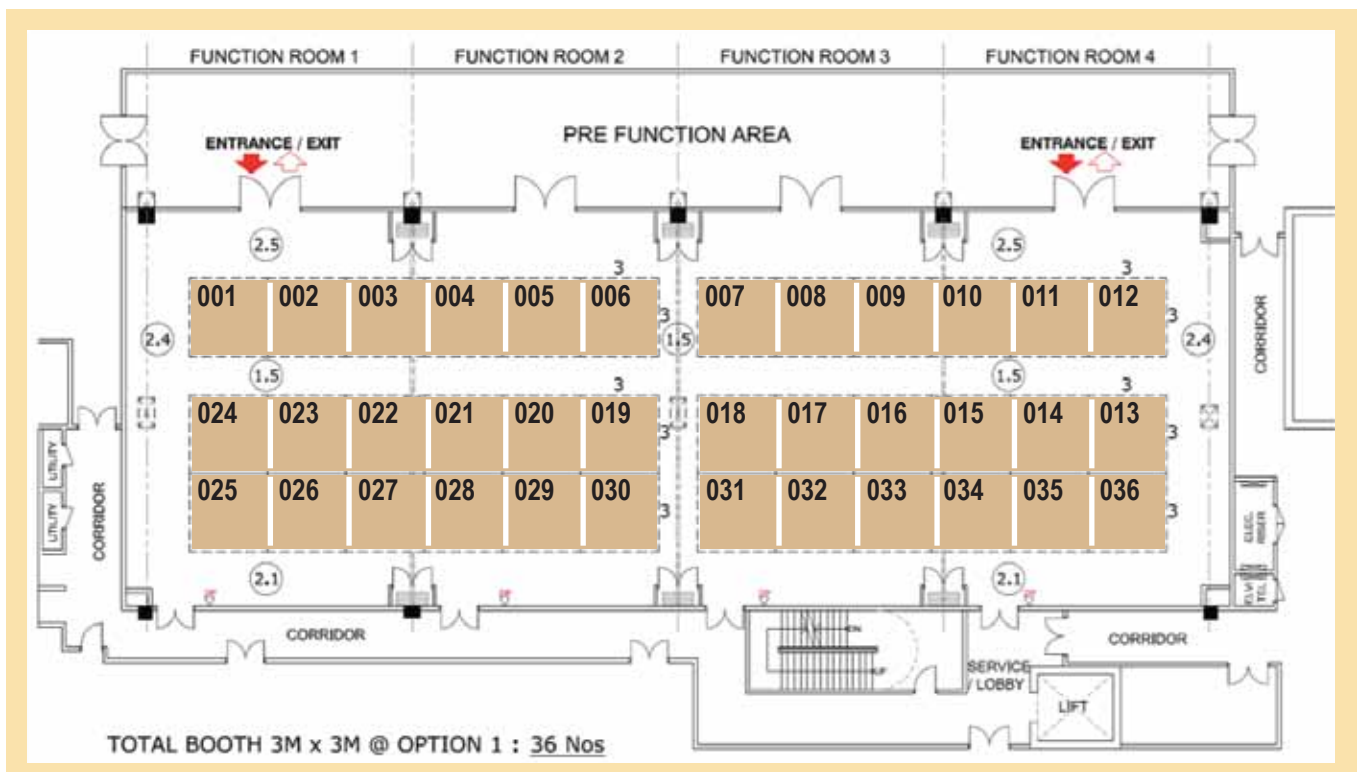 FUNCTION ROOM 1 FUNCTION ROOM 2 FUNCTION ROOM 3 FUNCTION ROOM 4
PRE FUNCTION AREA
ENTRANCE / EXIT ENTRANCE / EXIT
2.5 2.5
3 3
001 002 003 004 005 006 007 008 009 010 011 012
3 3
2.4 1.5 2.4
CORRIDOR
1.5 1.5
3 3
024 023 022 021 020 019 018 017 016 015 014 013
3 3
UTILITY
025 026 027 028 029 030 031 032 033 034 035 036
3 3
UTILITY
CORRIDOR
ELEC. RISER
2.1 2.1
TEL
CORRIDOR
CORRIDOR
DN
UP
SERVICE
/ LOBBY
LIFT
TOTAL BOOTH 3M x 3M @ OPTION 1 : 36 Nos